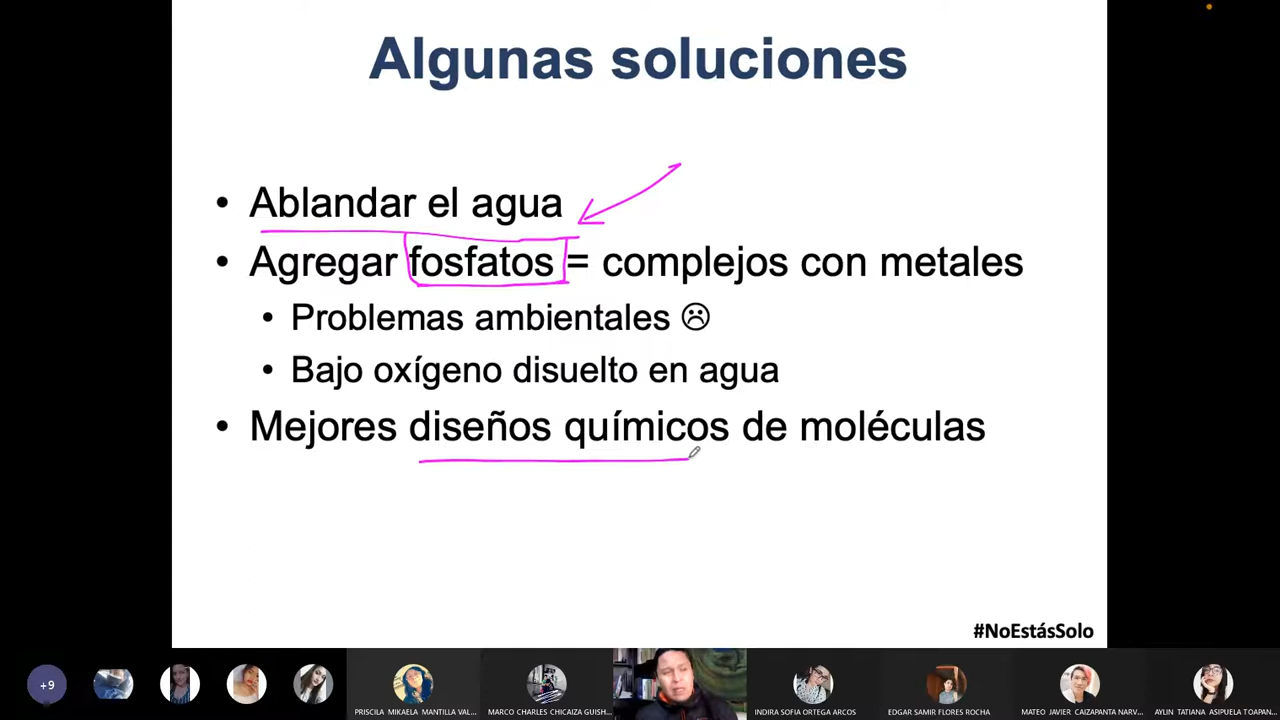 Algunas soluciones
• Ablandar el agua
• Agregar fosfatos = complejos con metales
• Problemas ambientales ☹
• Bajo oxígeno disuelto en agua
• Mejores diseños químicos de moléculas
#NoEstásSolo
+9
PRISCILA MIKAELA MANTILLA VAL...
MARCO CHARLES CHICAIZA GUISH...
INDIRA SOFIA ORTEGA ARCOS
EDGAR SAMIR FLORES ROCHA
MATEO JAVIER CAIZAPANTA NARV...
AYLIN TATIANA ASIPUELA TOAPAN...